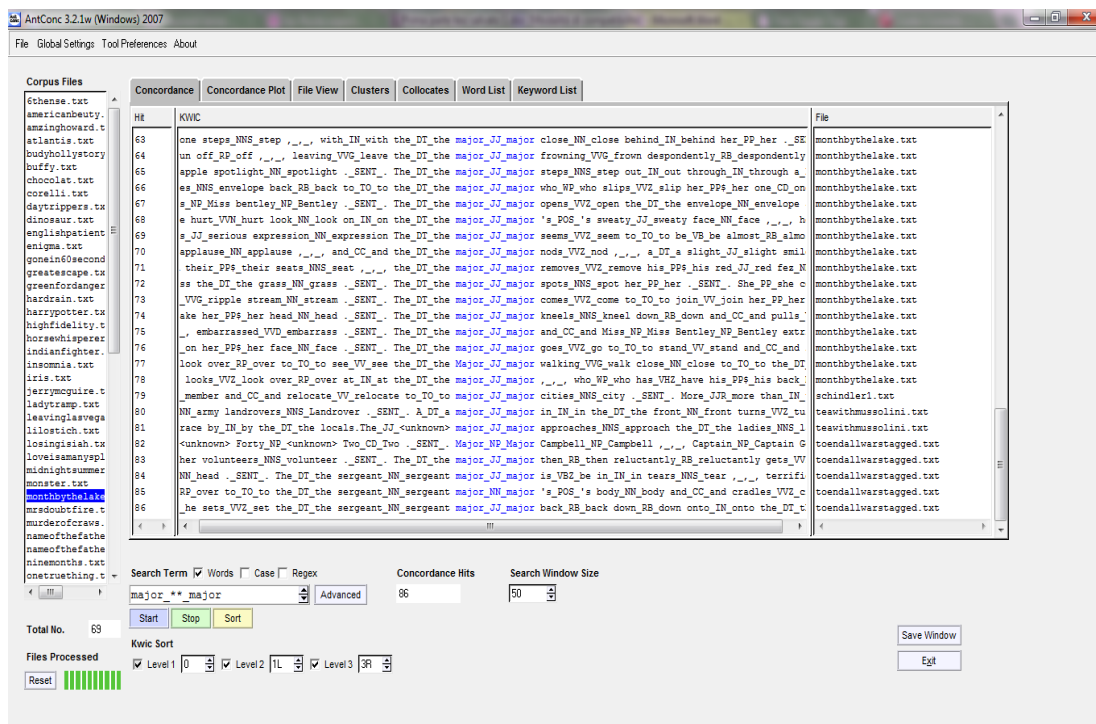 AntConc 3.2.1w (Windows) 2007
File Global Settings Tool Preferences About
Corpus Files
6thense.txt
americanbeuty.
amzinghoward.t
atlantis.txt
budyhollystory
buffy.txt
chocolat.txt
corelli.txt
daytrippers.tx
dinosaur.txt
englishpatient
enigma.txt
gonein60second
greatescape.tx
greenfordanger
hardrain.txt
harrypotter.tx
highfidelity.t
horsewhisperer
indianfighter.
insomnia.txt
iris.txt
jerrymcguire.t
ladytramp.txt
leavinglasvega
lilostich.txt
losingisiah.tx
loveisamanyspl
midnightsummer
monster.txt
monthbythelake
mrsdoubtfire.t
murderofcraws.
nameofthefathe
nameofthefathe
ninemonths.txt
onetruething.t
Total No. 69
Files Processed
Reset
Concordance Concordance Plot File View Clusters Collocates Word List Keyword List
Hit KWIC File
63 one steps_NNS_step ,_,_, with_IN_with the_DT_the major_JJ_major close_NN_close behind_IN_behind her_PP_her ._SE monthbythelake.txt
64 un off_RP_off ,_,_, leaving_VVG_leave the_DT_the major_JJ_major frowning_VVG_frown despondently_RB_despondently monthbythelake.txt
65 apple spotlight_NN_spotlight ._SENT_. The_DT_the major_JJ_major steps_NNS_step out_IN_out through_IN_through a_ monthbythelake.txt
66 es_NNS_envelope back_RB_back to_TO_to the_DT_the major_JJ_major who_WP_who slips_VVZ_slip her_PP$_her one_CD_on monthbythelake.txt
67 s_NP_Miss bentley_NP_Bentley ._SENT_. The_DT_the major_JJ_major opens_VVZ_open the_DT_the envelope_NN_envelope monthbythelake.txt
68 e hurt_VVN_hurt look_NN_look on_IN_on the_DT_the major_JJ_major 's_POS_'s sweaty_JJ_sweaty face_NN_face ,_,_, h monthbythelake.txt
69 s_JJ_serious expression_NN_expression The_DT_the major_JJ_major seems_VVZ_seem to_TO_to be_VB_be almost_RB_almo monthbythelake.txt
70 applause_NN_applause ,_,_, and_CC_and the_DT_the major_JJ_major nods_VVZ_nod ,_,_, a_DT_a slight_JJ_slight smil monthbythelake.txt
71 their_PP$_their seats_NNS_seat ,_,_, the_DT_the major_JJ_major removes_VVZ_remove his_PP$_his red_JJ_red fez_N monthbythelake.txt
72 ss the_DT_the grass_NN_grass ._SENT_. The_DT_the major_JJ_major spots_NNS_spot her_PP_her ._SENT_. She_PP_she c monthbythelake.txt
73 _VVG_ripple stream_NN_stream ._SENT_. The_DT_the major_JJ_major comes_VVZ_come to_TO_to join_VV_join her_PP_her monthbythelake.txt
74 ake her_PP$_her head_NN_head ._SENT_. The_DT_the major_JJ_major kneels_NNS_kneel down_RB_down and_CC_and pulls_ monthbythelake.txt
75 _, embarrassed_VVD_embarrass ._SENT_. The_DT_the major_JJ_major and_CC_and Miss_NP_Miss Bentley_NP_Bentley extr monthbythelake.txt
76 _on her_PP$_her face_NN_face ._SENT_. The_DT_the major_JJ_major goes_VVZ_go to_TO_to stand_VV_stand and_CC_and monthbythelake.txt
77 look over_RP_over to_TO_to see_VV_see the_DT_the Major_JJ_major walking_VVG_walk close_NN_close to_TO_to the_DT monthbythelake.txt
78 looks_VVZ_look over_RP_over at_IN_at the_DT_the major_JJ_major ,_,_, who_WP_who has_VHZ_have his_PP$_his back_ monthbythelake.txt
79 _member and_CC_and relocate_VV_relocate to_TO_to major_JJ_major cities_NNS_city ._SENT_. More_JJR_more than_IN_ schindler1.txt
80 NN_army landrovers_NNS_Landrover ._SENT_. A_DT_a major_JJ_major in_IN_in the_DT_the front_NN_front turns_VVZ_tu teawithmussolini.txt
81 race by_IN_by the_DT_the locals.The_JJ_<unknown> major_JJ_major approaches_NNS_approach the_DT_the ladies_NNS_l teawithmussolini.txt
82 <unknown> Forty_NP_<unknown> Two_CD_Two ._SENT_. Major_NP_Major Campbell_NP_Campbell ,_,_, Captain_NP_Captain G toendallwarstagged.txt
83 her volunteers_NNS_volunteer ._SENT_. The_DT_the major_JJ_major then_RB_then reluctantly_RB_reluctantly gets_VV toendallwarstagged.txt
84 NN_head ._SENT_. The_DT_the sergeant_NN_sergeant major_JJ_major is_VBZ_be in_IN_in tears_NNS_tear ,_,_, terrifi toendallwarstagged.txt
85 RP_over to_TO_to the_DT_the sergeant_NN_sergeant major_NN_major 's_POS_'s body_NN_body and_CC_and cradles_VVZ_c toendallwarstagged.txt
86 _he sets_VVZ_set the_DT_the sergeant_NN_sergeant major_JJ_major back_RB_back down_RB_down onto_IN_onto the_DT_t toendallwarstagged.txt
Search Term Words Case Regex Concordance Hits Search Window Size
major_**_major Advanced 86 50
Start Stop Sort
Kwic Sort
Level 1 0 Level 2 1L Level 3 3R
Save Window
Exit